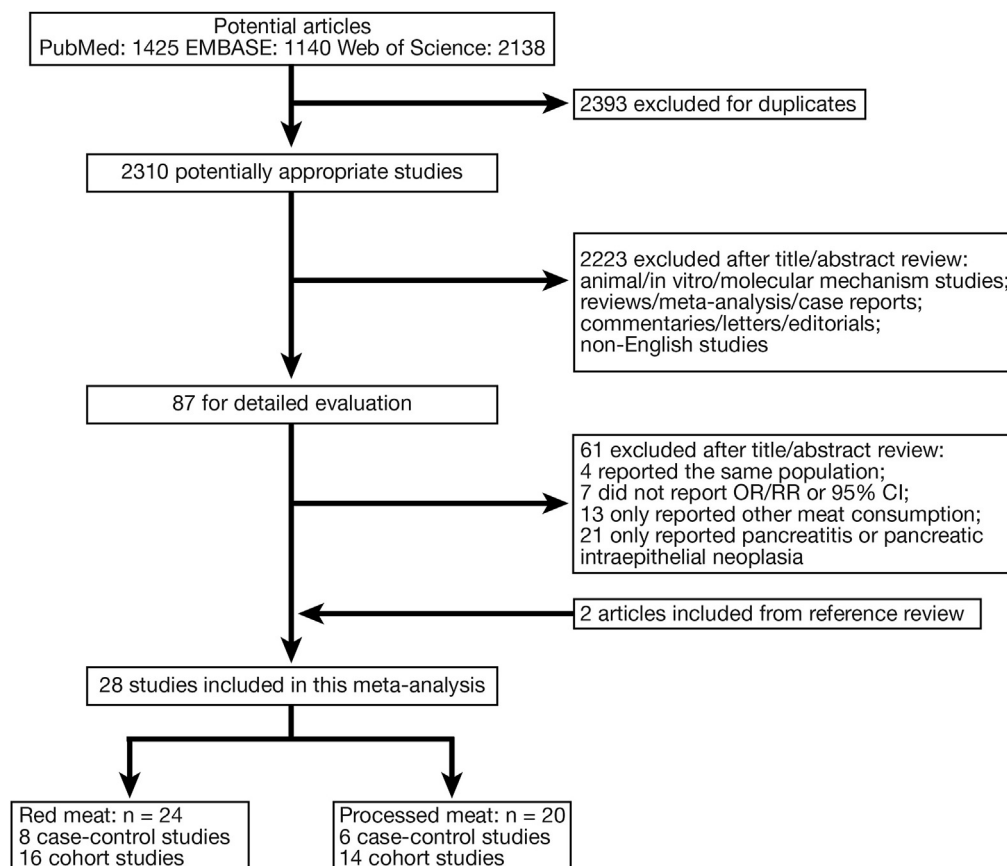 Potential articles
PubMed: 1425 EMBASE: 1140 Web of Science: 2138
2393 excluded for duplicates
2310 potentially appropriate studies
2223 excluded after title/abstract review:
animal/in vitro/molecular mechanism studies;
reviews/meta-analysis/case reports;
commentaries/letters/editorials;
non-English studies
87 for detailed evaluation
61 excluded after title/abstract review:
4 reported the same population;
7 did not report OR/RR or 95% CI;
13 only reported other meat consumption;
21 only reported pancreatitis or pancreatic
intraepithelial neoplasia
2 articles included from reference review
28 studies included in this meta-analysis
Red meat: n = 24
8 case-control studies
16 cohort studies
Processed meat: n = 20
6 case-control studies
14 cohort studies